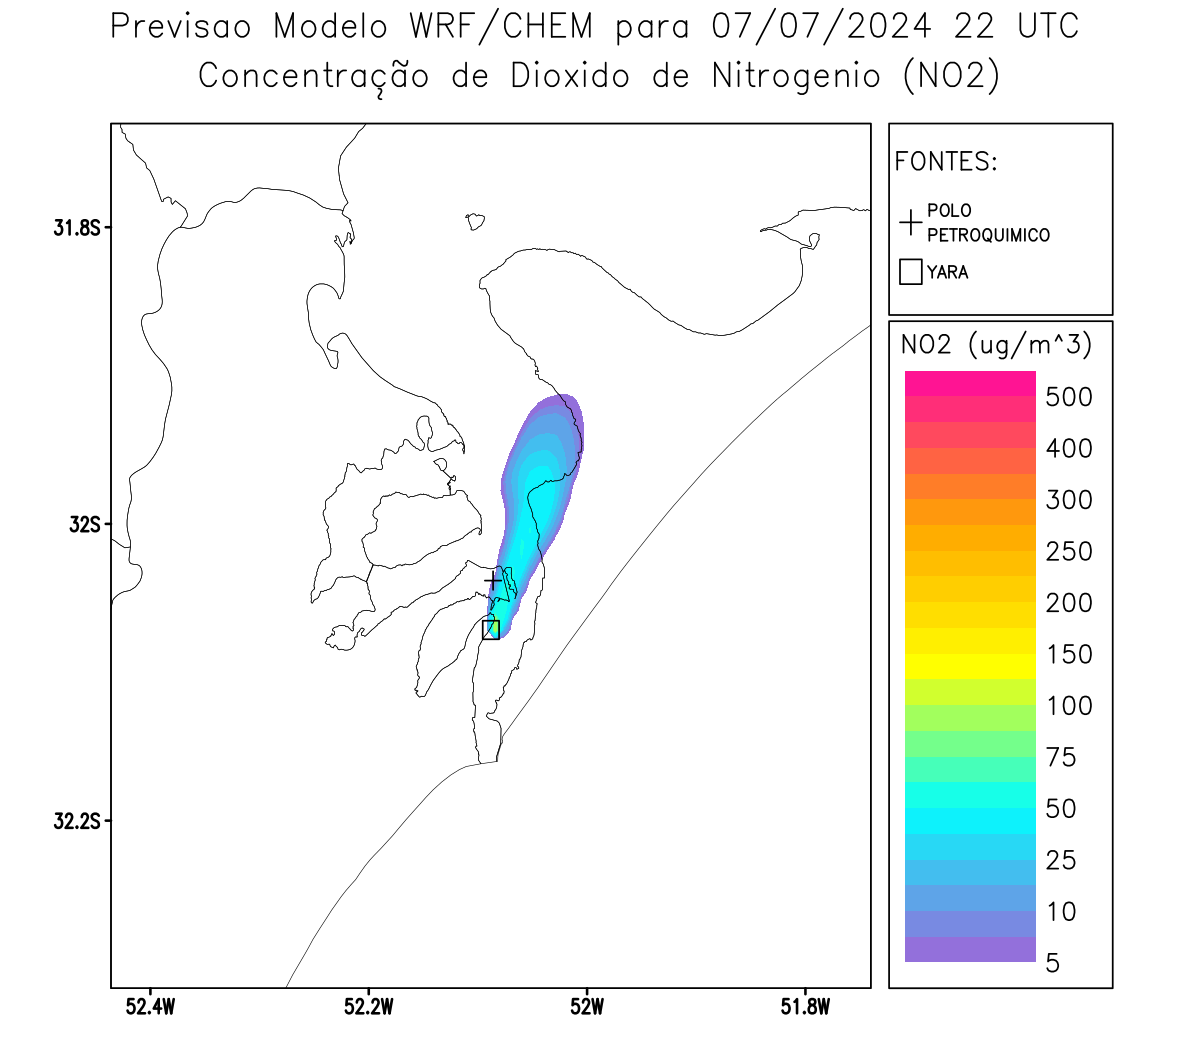 Previsao Modelo WRF/CHEM para 07/07/2024 22 UTC
Concentração de Dioxido de Nitrogenio (NO2)
FONTES:
POLO
PETROQUIMICO
YARA
NO2 (ug/m^3)
500
400
300
250
200
150
100
75
50
25
10
5
31.8S
32S
32.2S
52.4W
52.2W
52W
51.8W